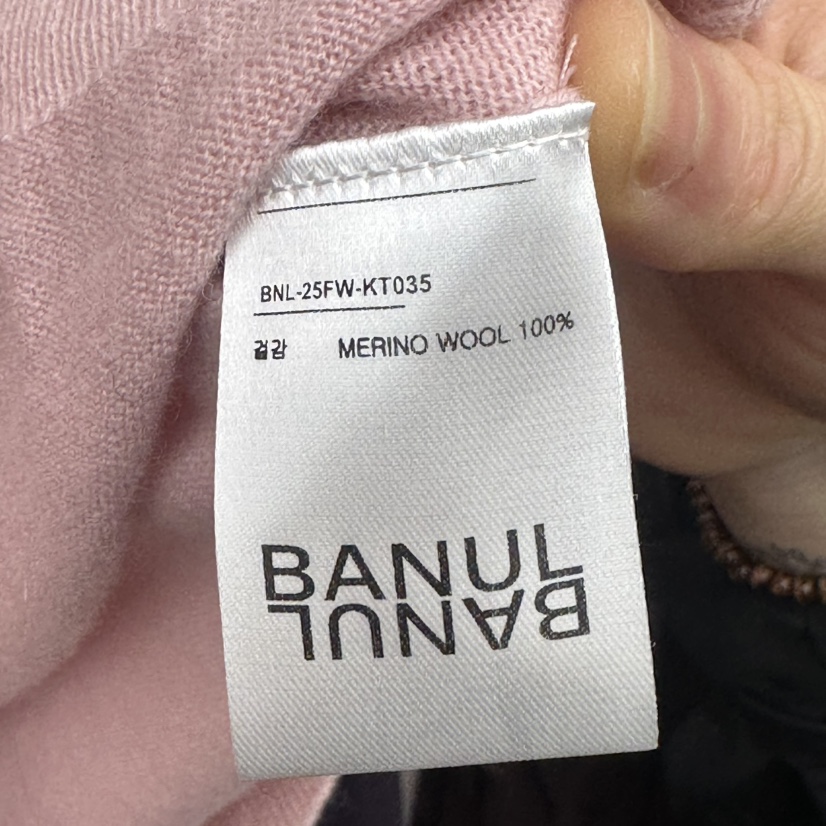 BNL-25FW-KT035
겉감 MERINO WOOL 100%
BANUL
BANUL